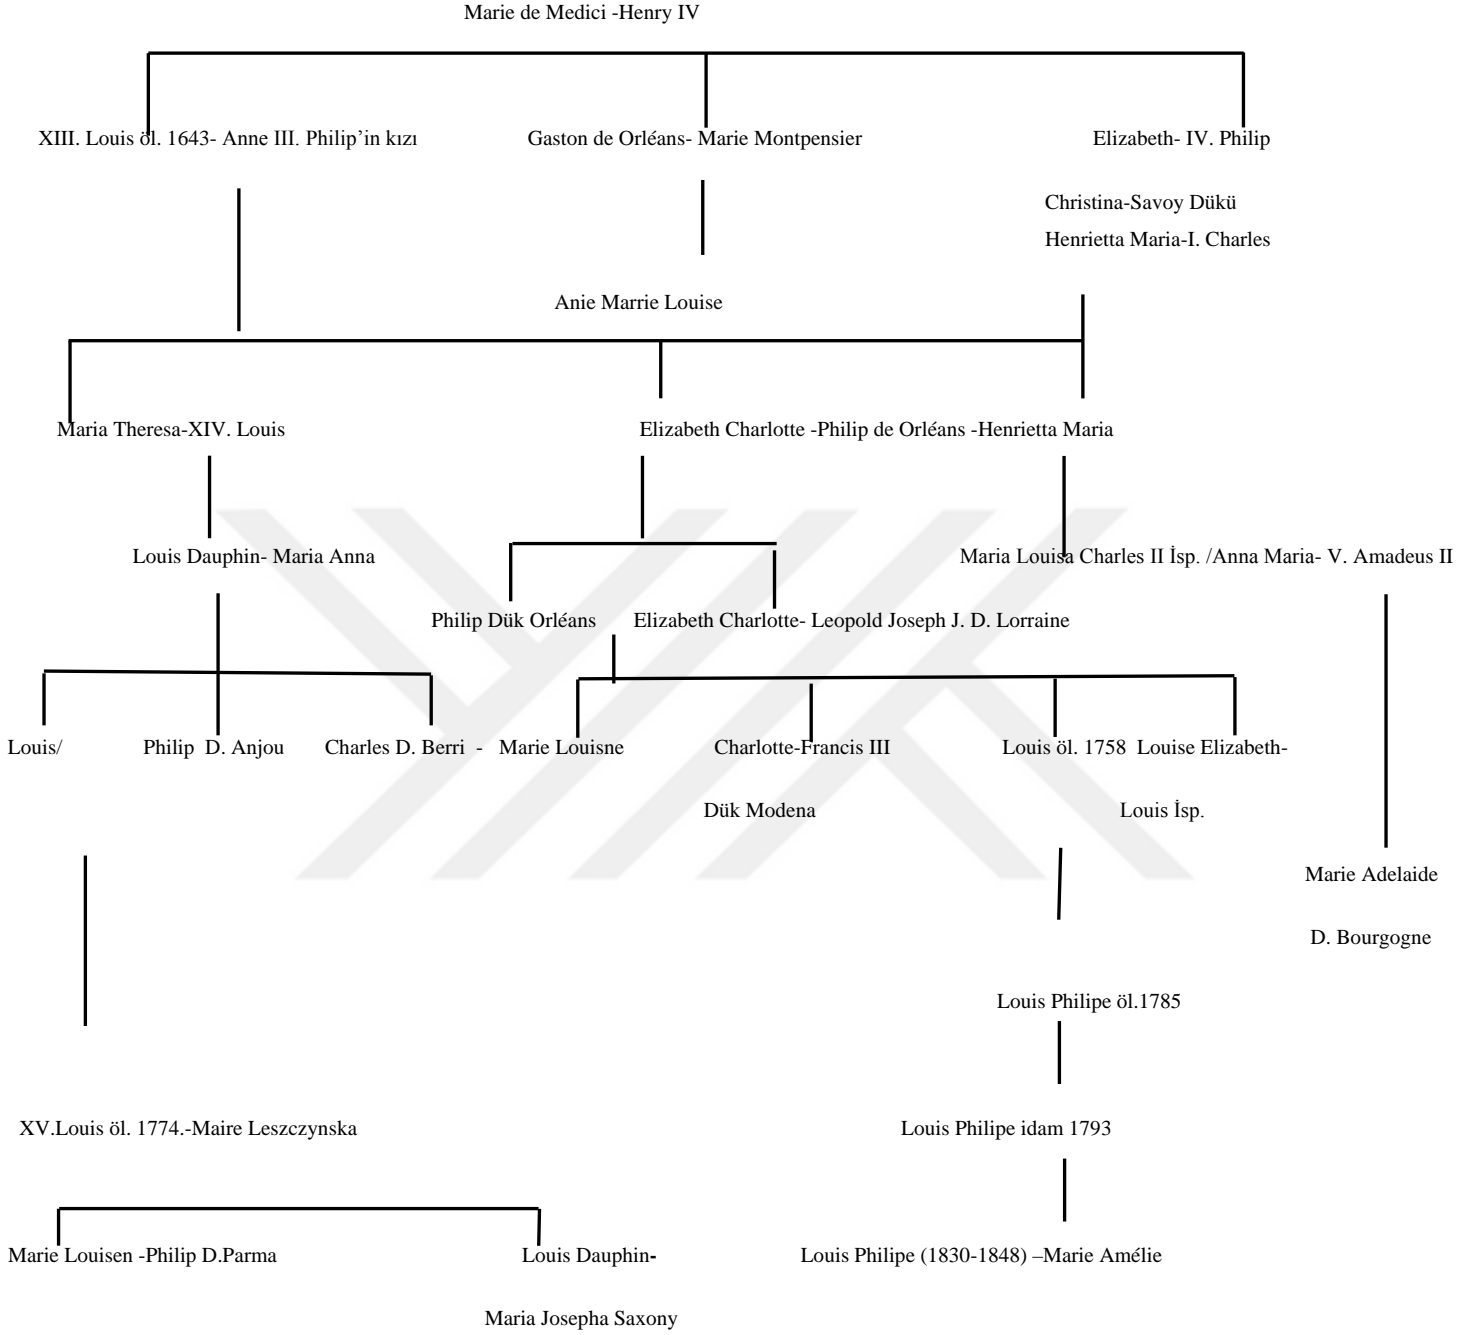 Marie de Medici -Henry IV
XIII. Louis öl. 1643- Anne III. Philip’in kızı
Gaston de Orléans- Marie Montpensier
Elizabeth- IV. Philip
Christina-Savoy Dükü
Henrietta Maria-I. Charles
Anie Marrie Louise
Maria Theresa-XIV. Louis
Elizabeth Charlotte -Philip de Orléans -Henrietta Maria
Louis Dauphin- Maria Anna
Maria Louisa Charles II İsp. /Anna Maria- V. Amadeus II
Philip Dük Orléans
Elizabeth Charlotte- Leopold Joseph J. D. Lorraine
Louis/
Philip D. Anjou
Charles D. Berri - Marie Louisne
Charlotte-Francis III
Louis öl. 1758 Louise Elizabeth-
Dük Modena
Louis İsp.
Marie Adelaide
D. Bourgogne
Louis Philipe öl.1785
XV.Louis öl. 1774.-Maire Leszczynska
Louis Philipe idam 1793
Marie Louisen -Philip D.Parma
Louis Dauphin-
Louis Philipe (1830-1848) –Marie Amélie
Maria Josepha Saxony